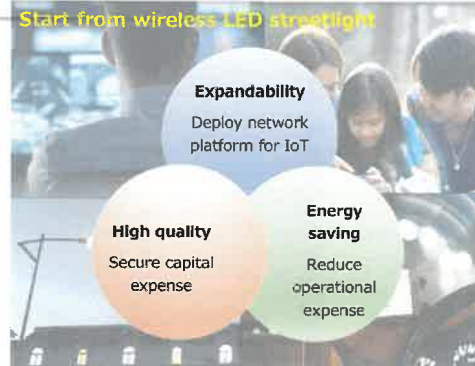 Start from wireless LED streetlight
Expandability
Deploy network
platform for IoT
High quality
Secure capital
expense
Energy
saving
Reduce
operational
expense